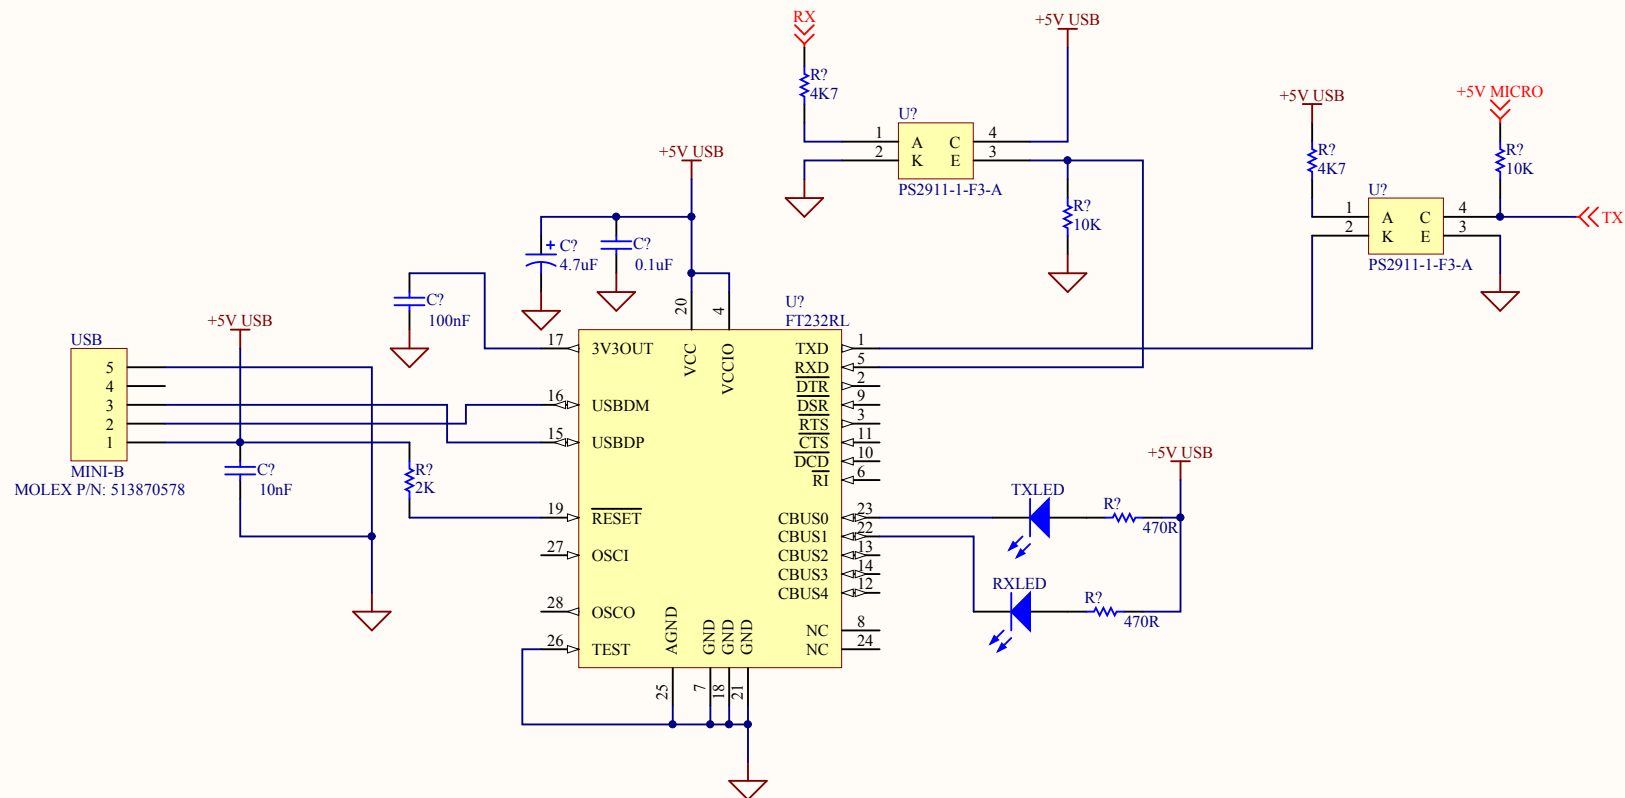 RX
R?
4K7
+5V USB
U?
1
A
C
4
2
K
E
3
PS2911-1-F3-A
R?
10K
+5V USB
R?
4K7
+5V MICRO
R?
10K
U?
1
A
C
4
2
K
E
3
PS2911-1-F3-A
TX
+5V USB
+
C?
4.7uF
C?
0.1uF
C?
100nF
+5V USB
USB
5
4
3
2
1
MINI-B
MOLEX P/N: 513870578
C?
10nF
R?
2K
U?
FT232RL
20
VCC
4
VCCIO
17
3V3OUT
16
USBDM
15
USBDP
19
RESET
27
OSCI
28
OSCO
26
TEST
TXD
1
RXD
5
DTR
2
DSR
9
RTS
3
CTS
11
DCD
10
RI
6
CBUS0
23
CBUS1
22
CBUS2
13
CBUS3
14
CBUS4
12
NC
8
NC
24
AGND
GND
GND
GND
25
7
18
21
+5V USB
TXLED
R?
470R
RXLED
R?
470R